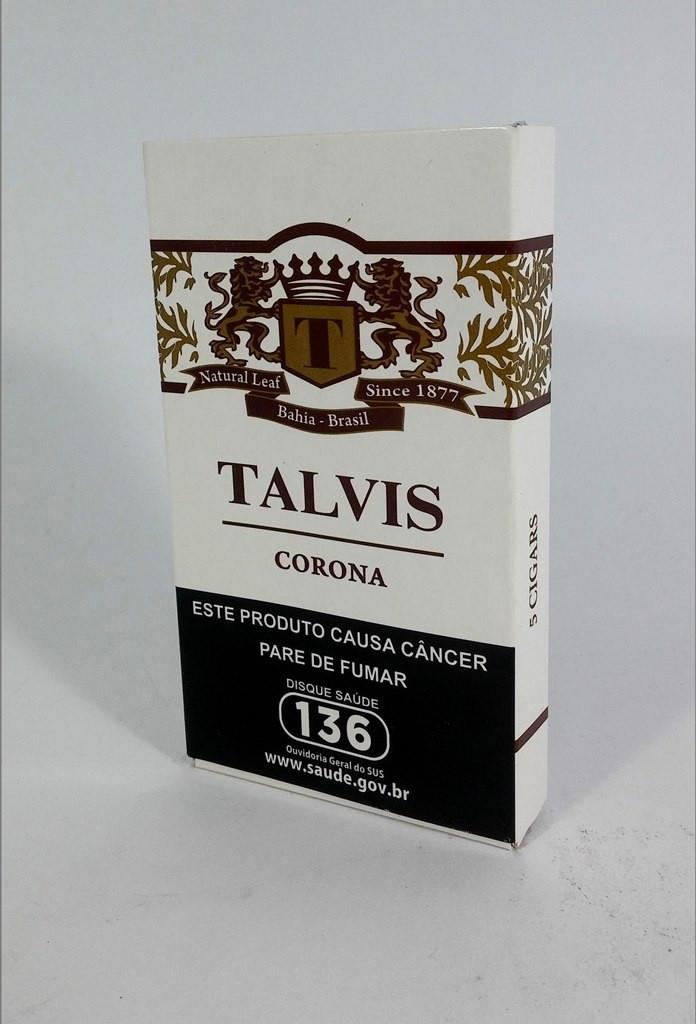 T
Natural Leaf
Since 1877
Bahia - Brasil
TALVIS
CORONA
5 CIGARS
ESTE PRODUTO CAUSA CÂNCER
PARE DE FUMAR
DISQUE SAÚDE
136
Ouvidoria Geral do SUS
www.saude.gov.br